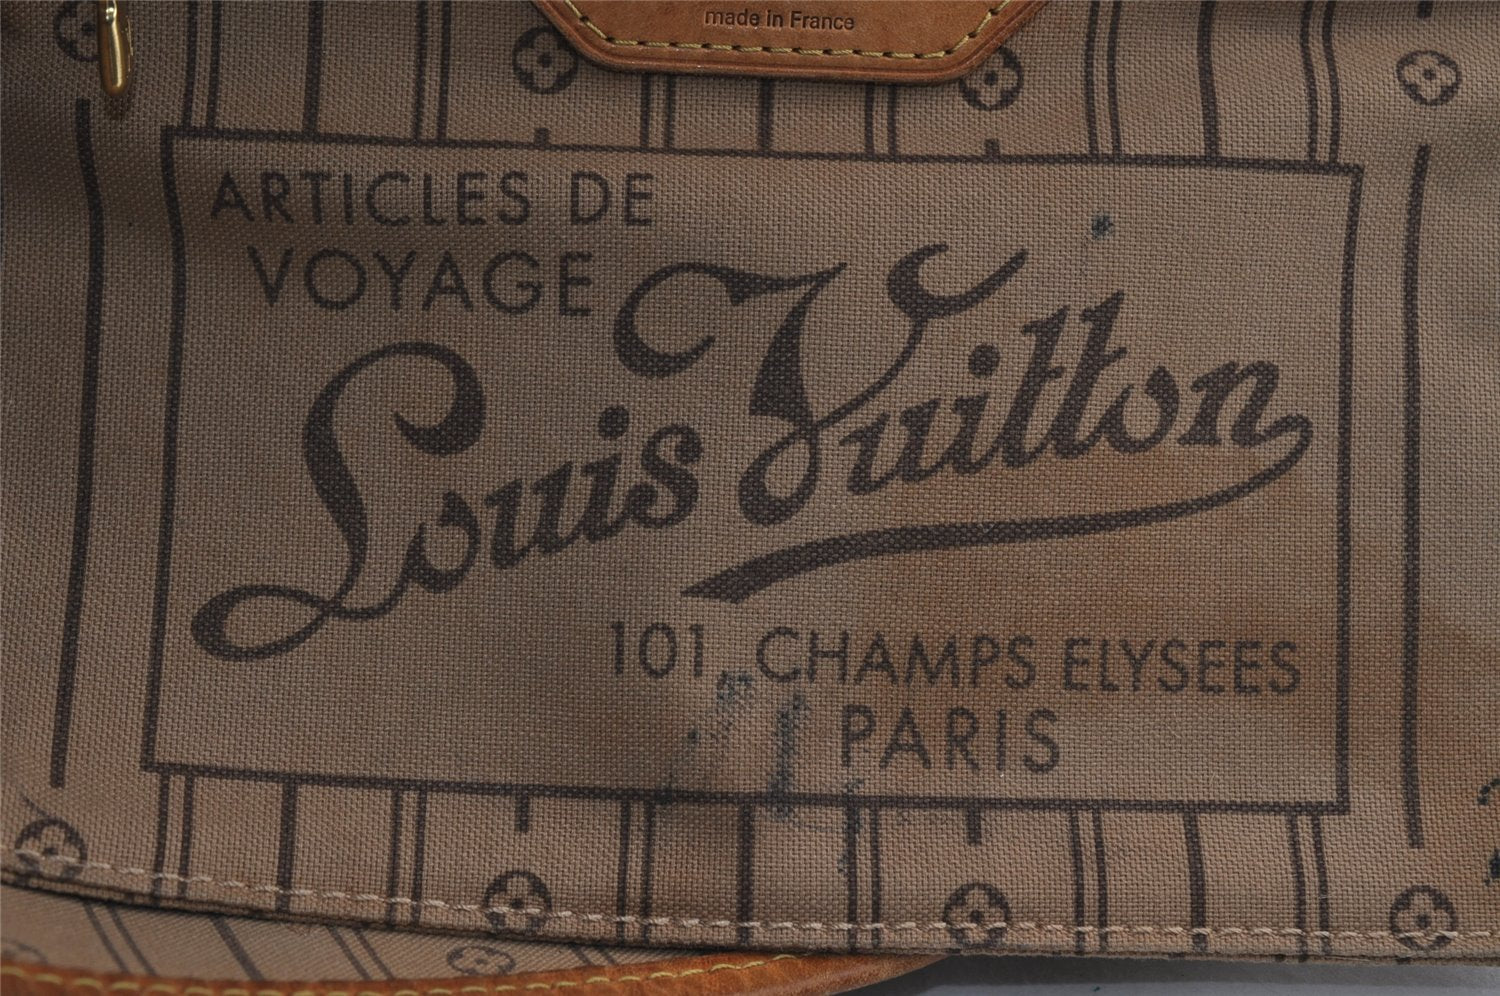 made in France
ARTICLES DE
VOYAGE
Louis Vuitton
101, CHAMPS ELYSEES
PARIS